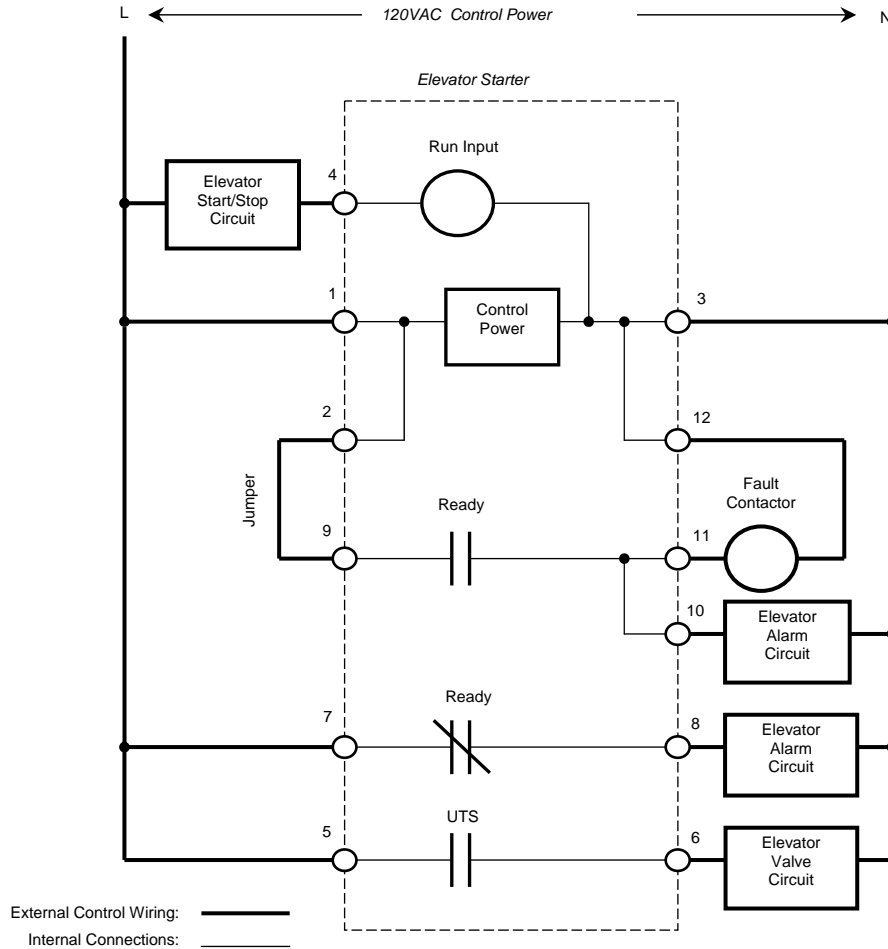 L
120VAC Control Power
N
Elevator Starter
Run Input
4
Elevator
Start/Stop
Circuit
1
3
Control
Power
2
12
Jumper
Fault
Contactor
Ready
9
11
10
Elevator
Alarm
Circuit
Ready
7
8
Elevator
Alarm
Circuit
UTS
5
6
Elevator
Valve
Circuit
External Control Wiring:
Internal Connections: